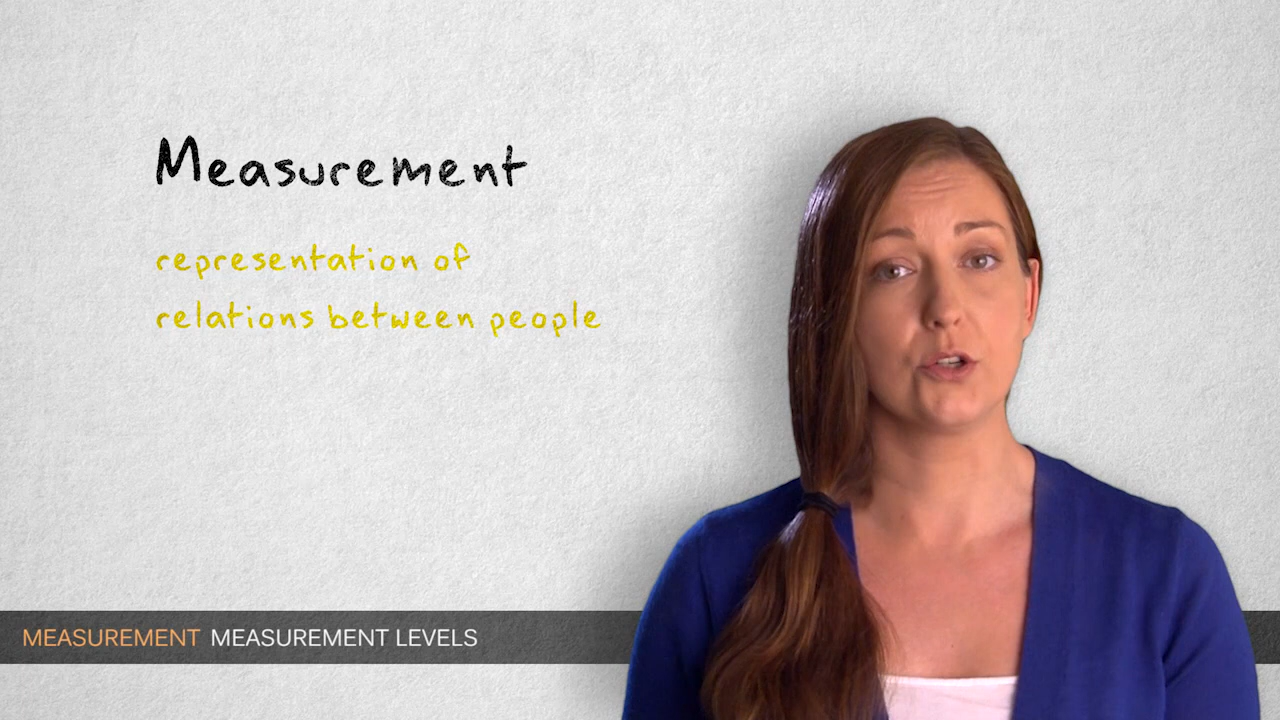 Measurement
representation of
relations between people
MEASUREMENT MEASUREMENT LEVELS